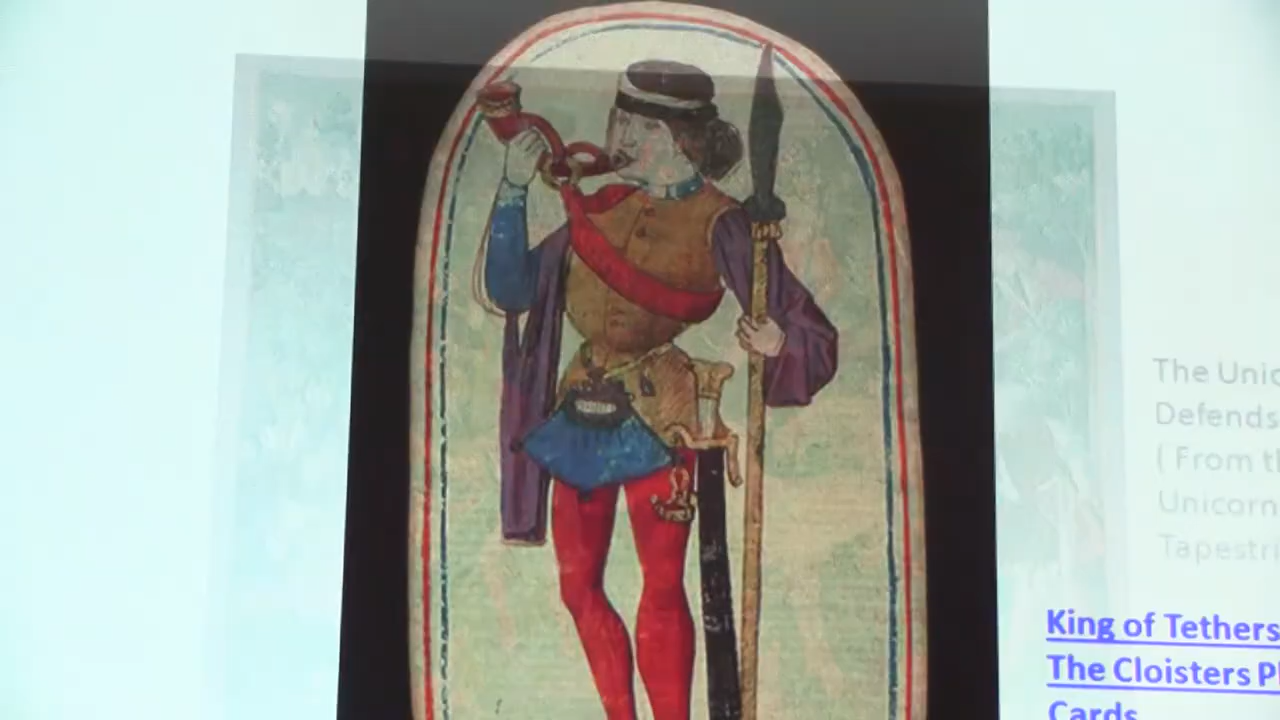 The Unic
Defends
( From th
Unicorn
Tapestri
King of Tethers
The Cloisters Pl
Cards